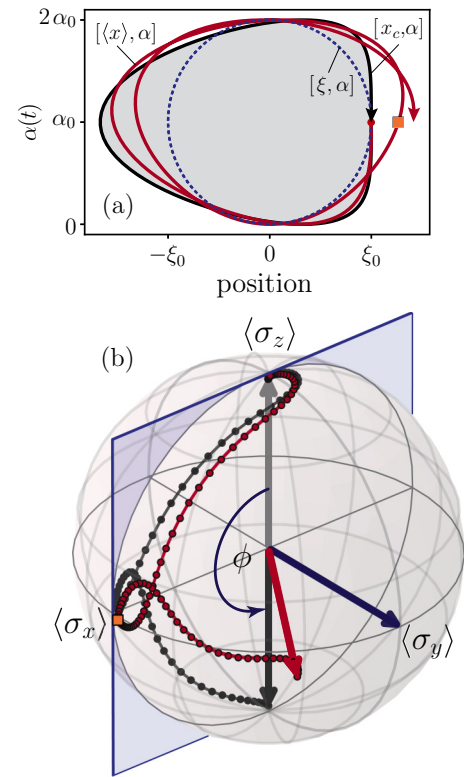 [⟨x⟩, α]
[x_c, α]
[ξ, α]
2α₀
α₀
0
α(t)
(a)
−ξ₀
0
ξ₀
position
(b)
⟨σ_z⟩
ϕ
⟨σ_x⟩
⟨σ_y⟩